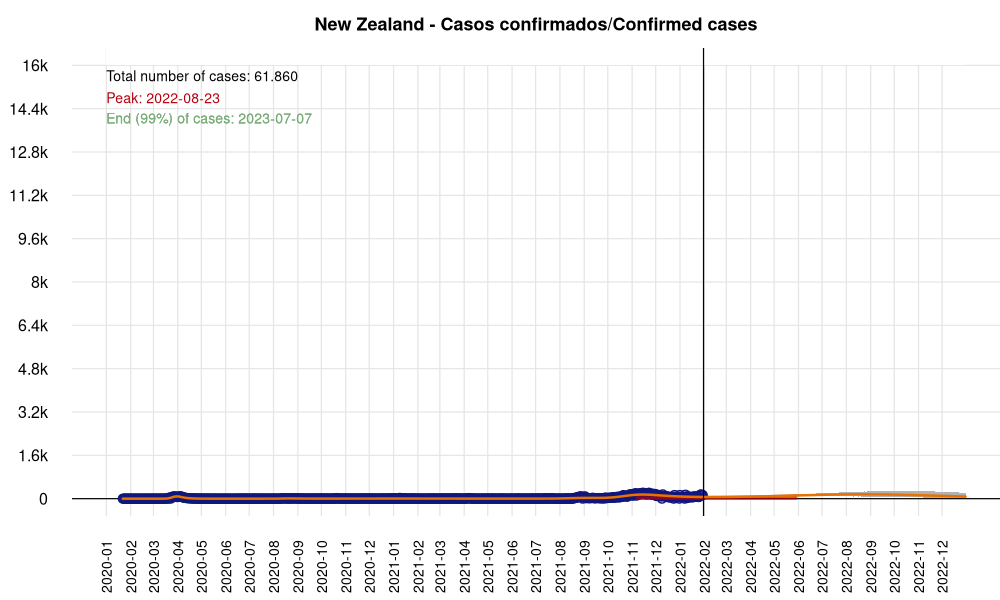 New Zealand - Casos confirmados/Confirmed cases
Total number of cases: 61.860
Peak: 2022-08-23
End (99%) of cases: 2023-07-07
16k
14.4k
12.8k
11.2k
9.6k
8k
6.4k
4.8k
3.2k
1.6k
0
2020-01
2020-02
2020-03
2020-04
2020-05
2020-06
2020-07
2020-08
2020-09
2020-10
2020-11
2020-12
2021-01
2021-02
2021-03
2021-04
2021-05
2021-06
2021-07
2021-08
2021-09
2021-10
2021-11
2021-12
2022-01
2022-02
2022-03
2022-04
2022-05
2022-06
2022-07
2022-08
2022-09
2022-10
2022-11
2022-12